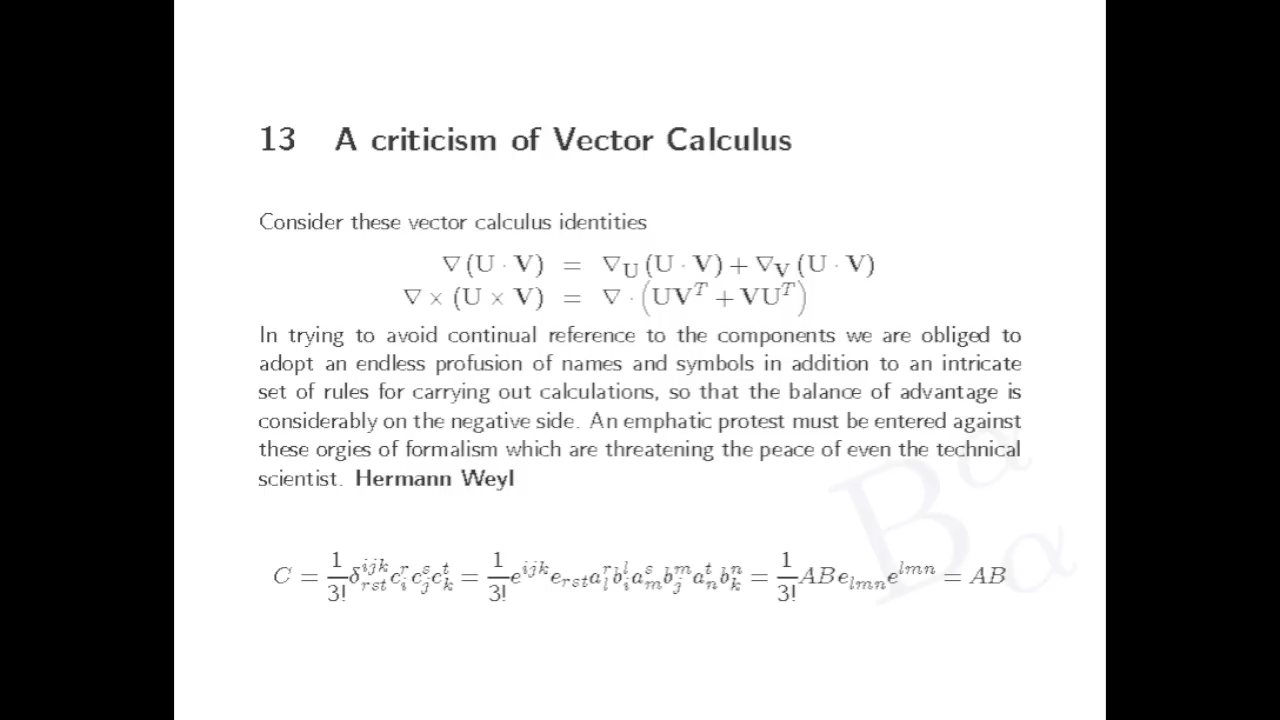 13 A criticism of Vector Calculus
Consider these vector calculus identities
∇(U · V) = ∇_U (U · V) + ∇_V (U · V)
∇ × (U × V) = ∇ · (UV^T + VU^T)
In trying to avoid continual reference to the components we are obliged to
adopt an endless profusion of names and symbols in addition to an intricate
set of rules for carrying out calculations, so that the balance of advantage is
considerably on the negative side. An emphatic protest must be entered against
these orgies of formalism which are threatening the peace of even the technical
scientist. Hermann Weyl
C = \frac{1}{3!} δ^{ijk}_{rst} c^r_i c^s_j c^t_k = \frac{1}{3!} e^{ijk} e_{rst} a^r_l b^l_i a^s_m b^m_j a^t_n b^n_k = \frac{1}{3!} AB e_{lmn} e^{lmn} = AB
B^α_α